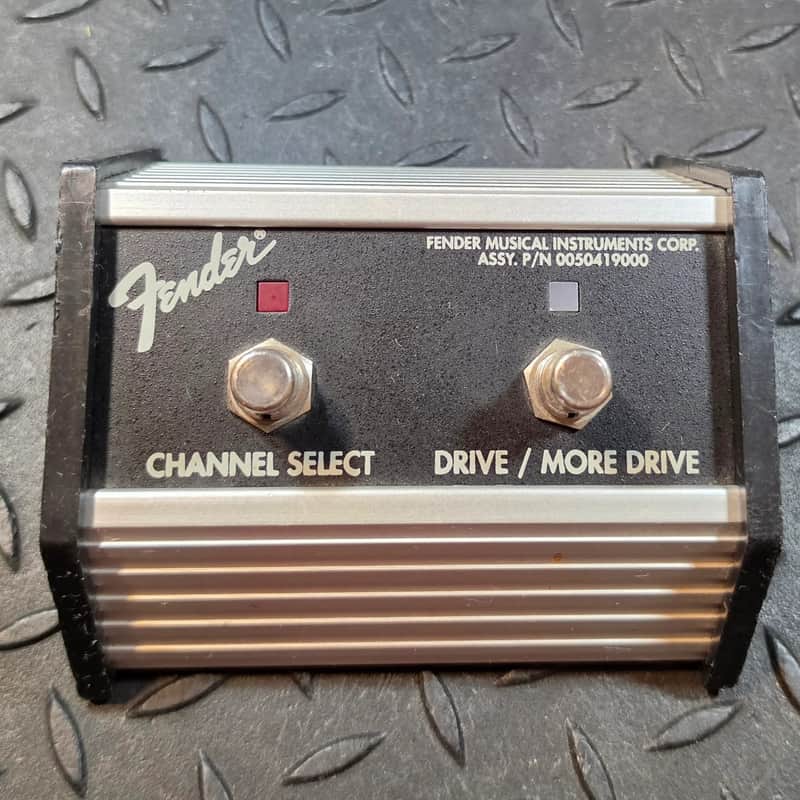 Fender®
FENDER MUSICAL INSTRUMENTS CORP.
ASSY. P/N 0050419000
CHANNEL SELECT
DRIVE / MORE DRIVE